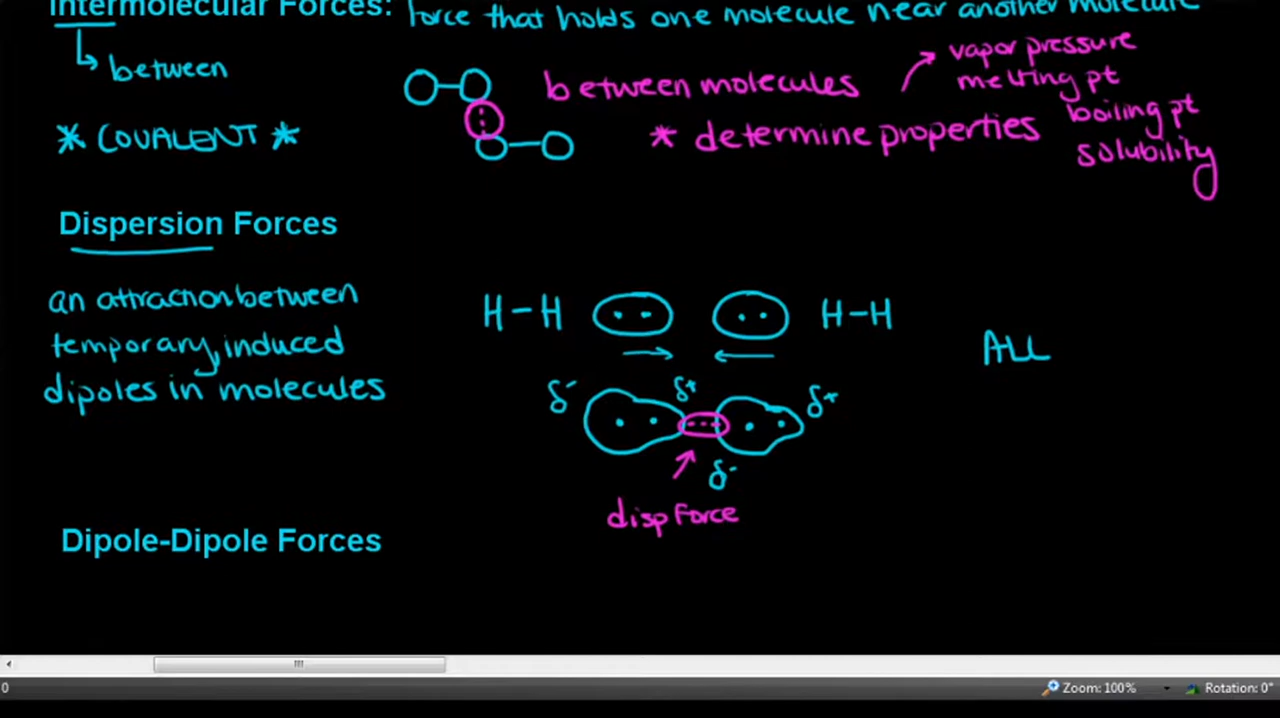 Intermolecular Forces: force that holds one molecule near another molecule
↳ between
* COVALENT *
between molecules
* determine properties
vapor pressure
melting pt
boiling pt
solubility
Dispersion Forces
an attraction between
temporary, induced
dipoles in molecules
H-H H-H
ALL
δ- δ+ δ+
δ-
disp force
Dipole-Dipole Forces
0 Zoom: 100% Rotation: 0°